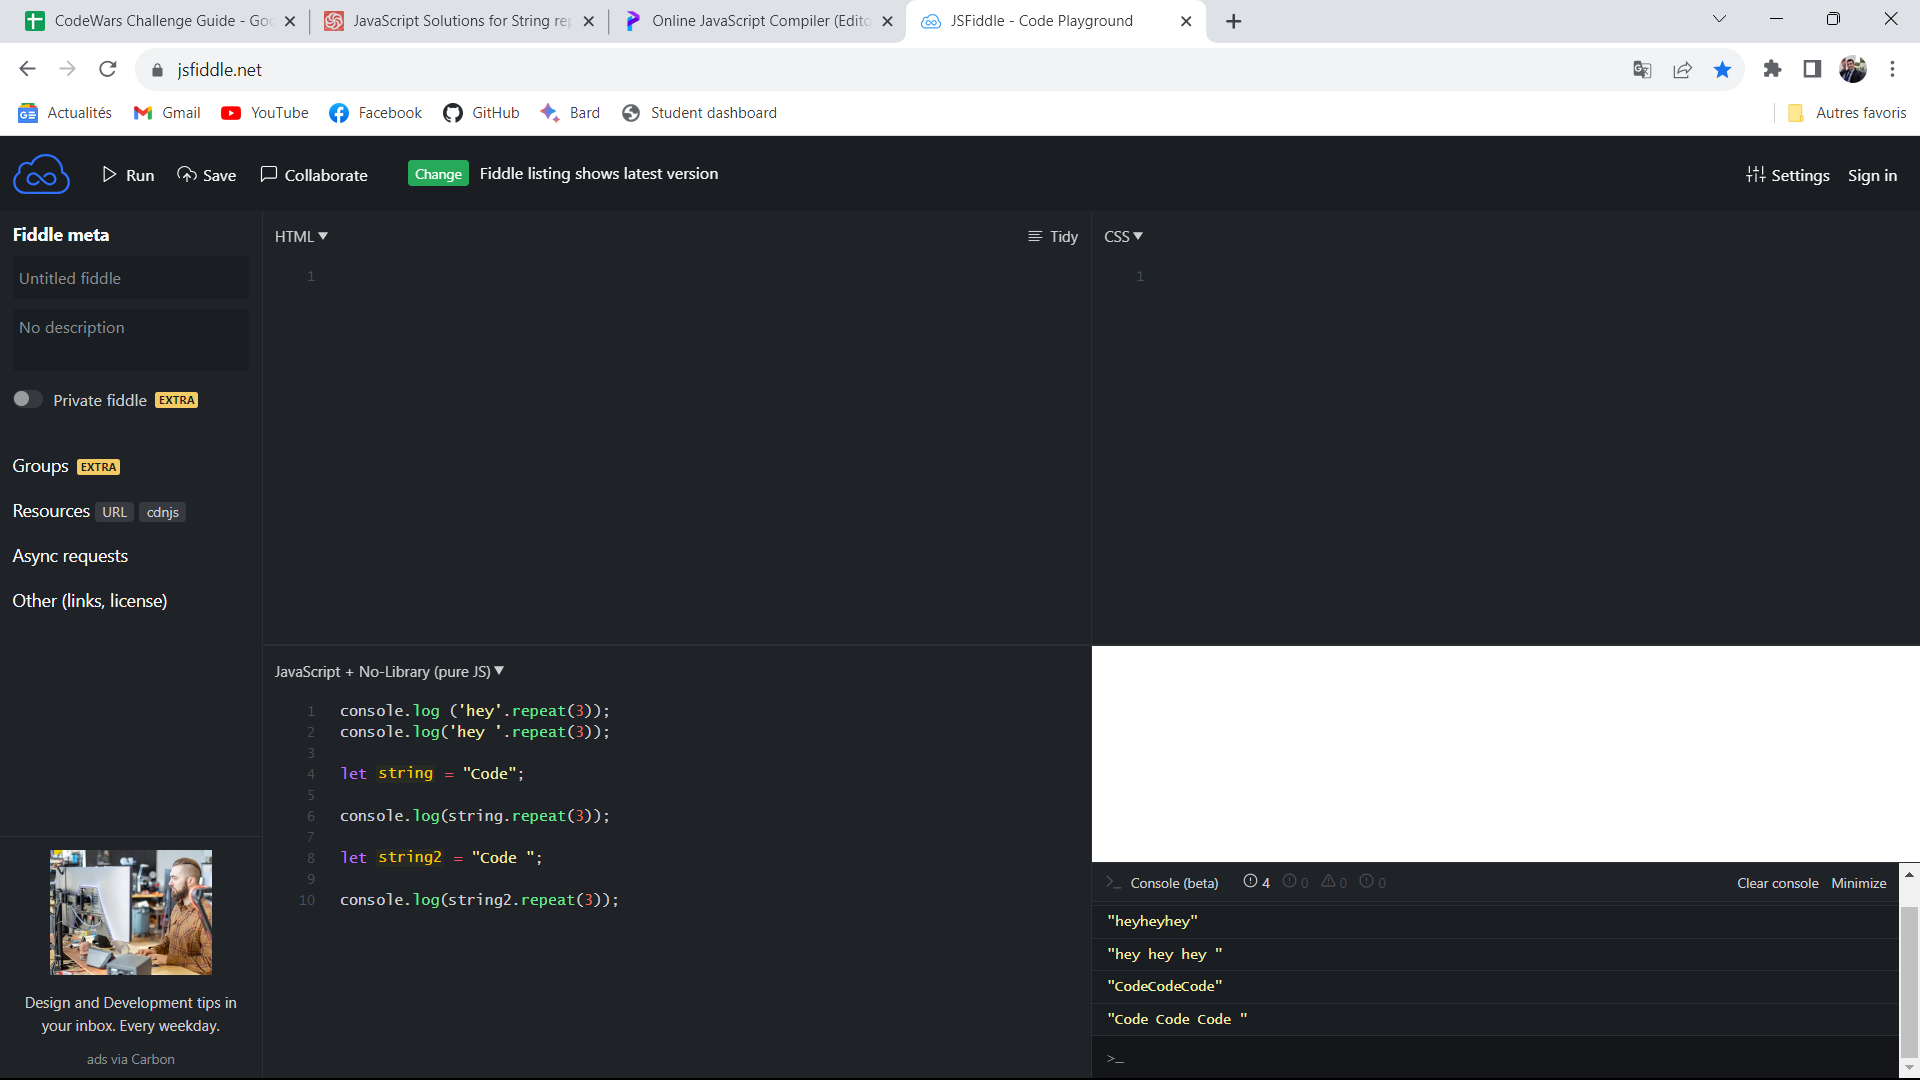 CodeWars Challenge Guide - Goo
JavaScript Solutions for String rep
Online JavaScript Compiler (Edito
JSFiddle - Code Playground
jsfiddle.net
Actualités
Gmail
YouTube
Facebook
GitHub
Bard
Student dashboard
Autres favoris
Run
Save
Collaborate
Change
Fiddle listing shows latest version
Settings
Sign in
Fiddle meta
Untitled fiddle
No description
Private fiddle EXTRA
Groups EXTRA
Resources URL cdnjs
Async requests
Other (links, license)
Design and Development tips in
your inbox. Every weekday.
ads via Carbon
HTML
Tidy
1
CSS
1
JavaScript + No-Library (pure JS)
1 console.log ('hey'.repeat(3));
2 console.log('hey '.repeat(3));
3
4 let string = "Code";
5
6 console.log(string.repeat(3));
7
8 let string2 = "Code ";
9
10 console.log(string2.repeat(3));
>_ Console (beta) 4 0 0 0 Clear console Minimize
"heyheyhey"
"hey hey hey "
"CodeCodeCode"
"Code Code Code "
>_